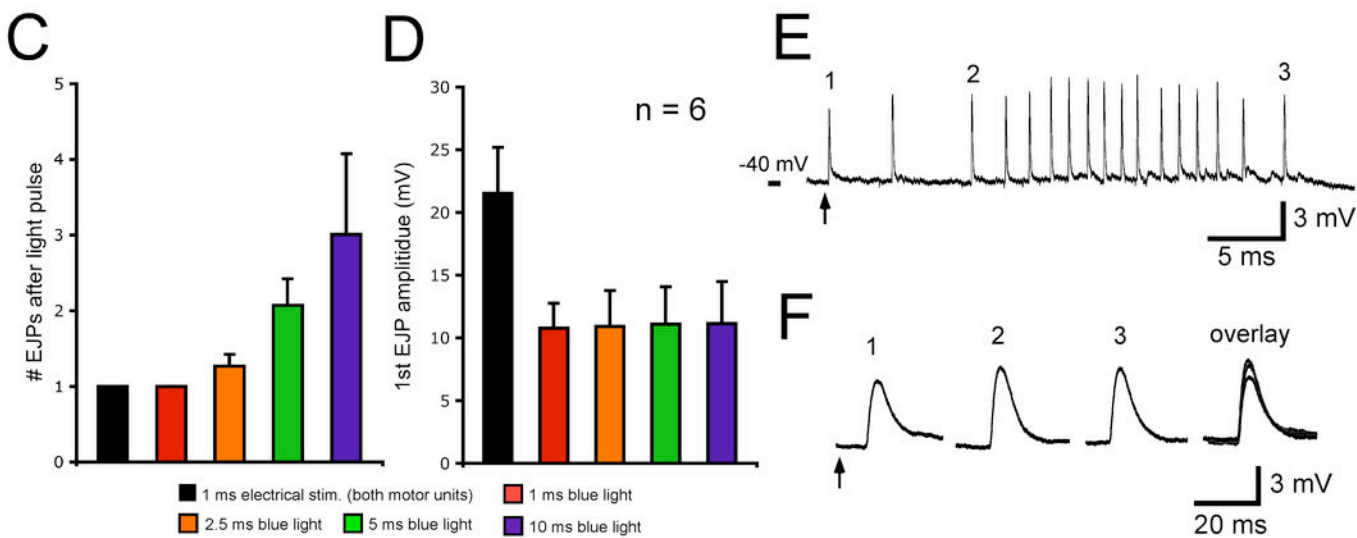 C
# EJPs after light pulse
5
4
3
2
1
0
D
1st EJP amplitidue (mV)
30
25
20
15
10
5
0
n = 6
1 ms electrical stim. (both motor units)
1 ms blue light
2.5 ms blue light
5 ms blue light
10 ms blue light
E
1
2
3
-40 mV
3 mV
5 ms
F
1
2
3
overlay
3 mV
20 ms